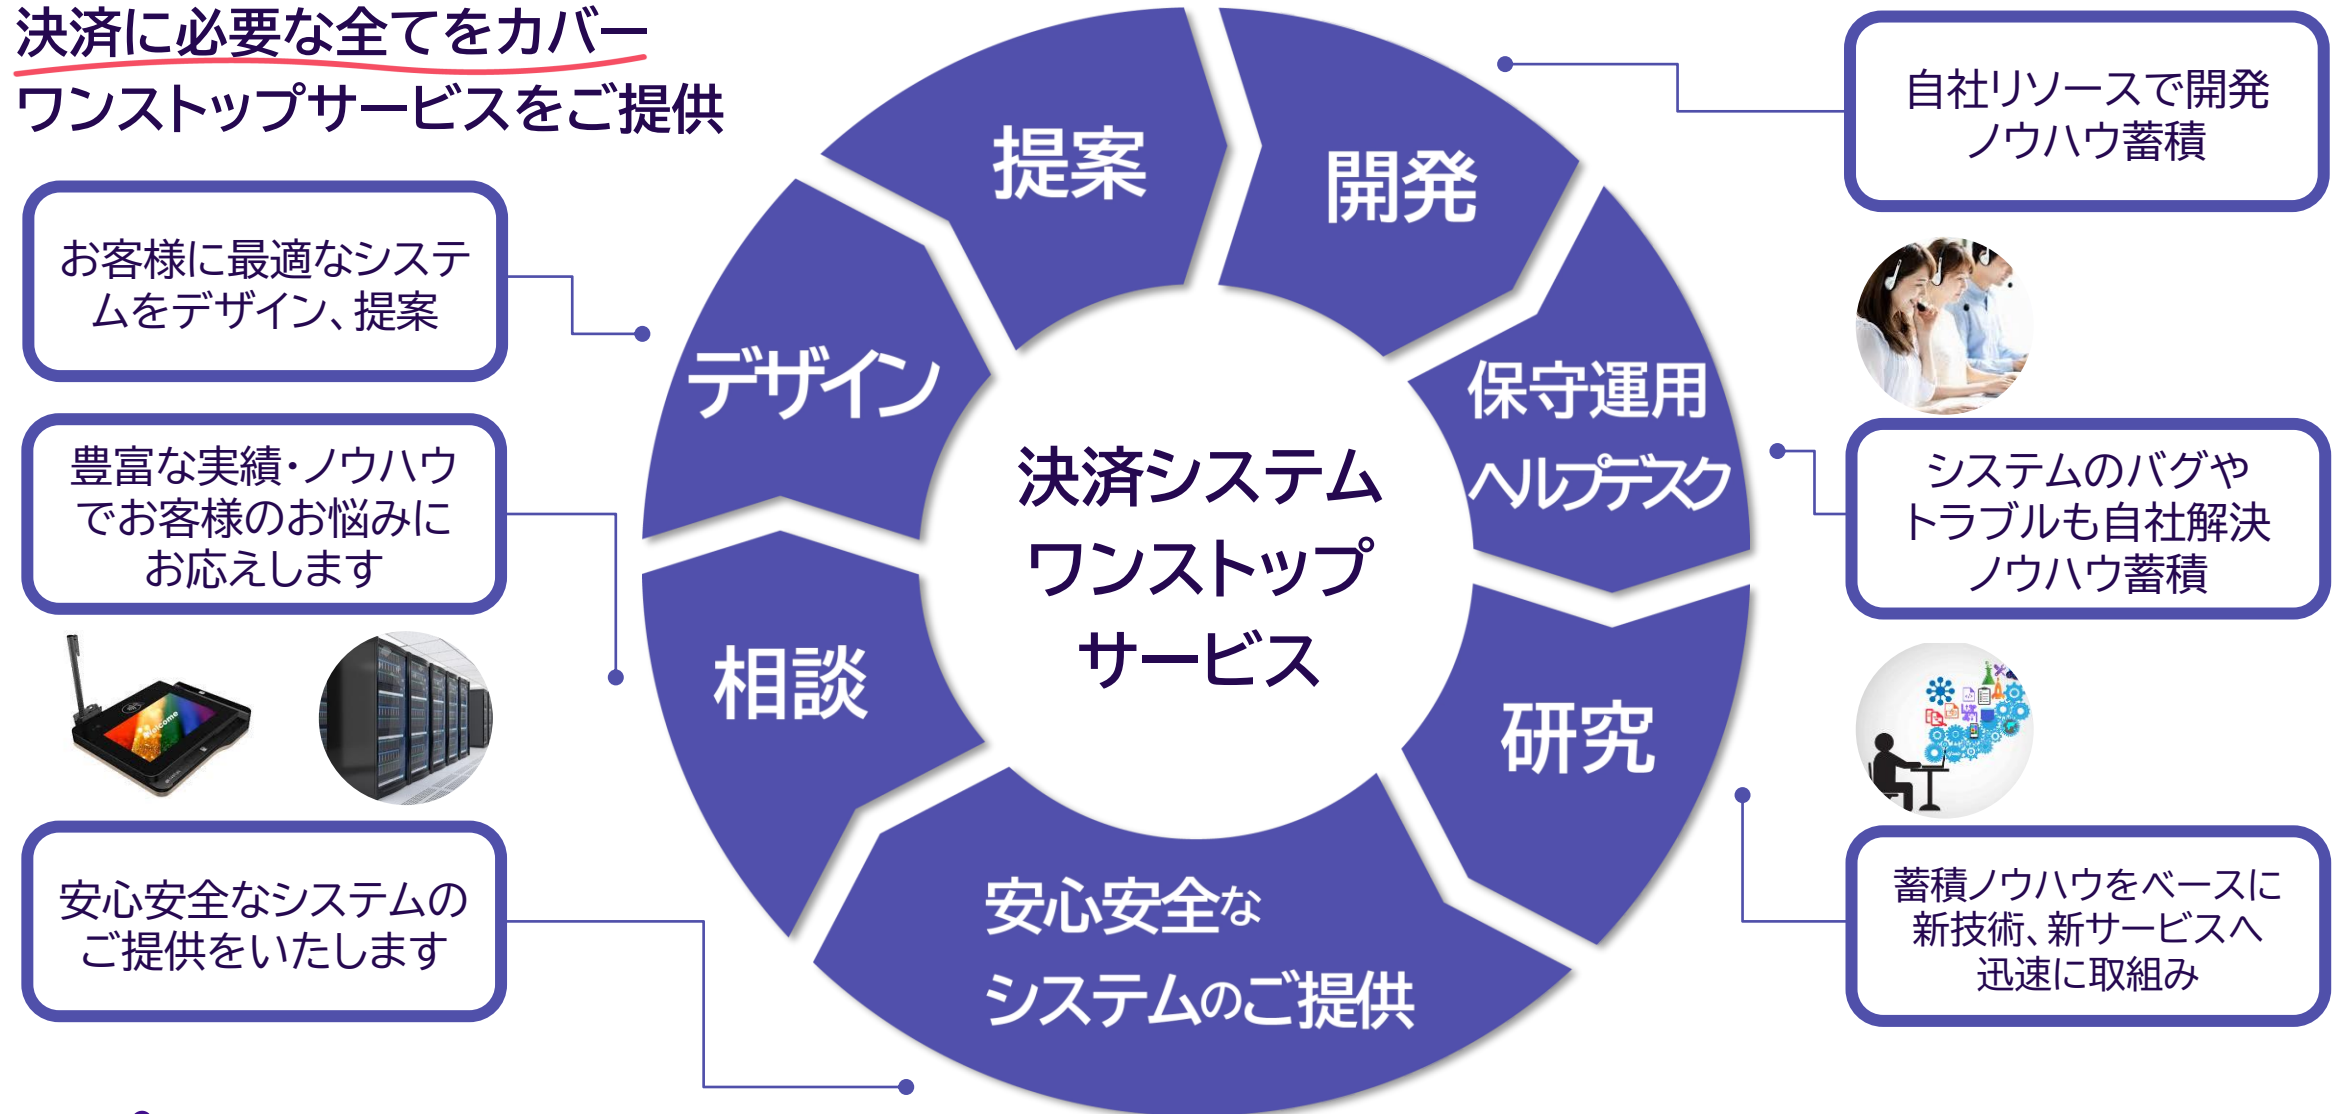 決済に必要な全てをカバー
ワンストップサービスをご提供
お客様に最適なシステ
ムをデザイン、提案
豊富な実績・ノウハウ
でお客様のお悩みに
お応えします
Welcome
安心安全なシステムの
ご提供をいたします
提案
開発
デザイン
保守運用
ヘルプデスク
相談
研究
安心安全な
システムのご提供
決済システム
ワンストップ
サービス
自社リソースで開発
ノウハウ蓄積
システムのバグや
トラブルも自社解決
ノウハウ蓄積
蓄積ノウハウをベースに
新技術、新サービスへ
迅速に取組み